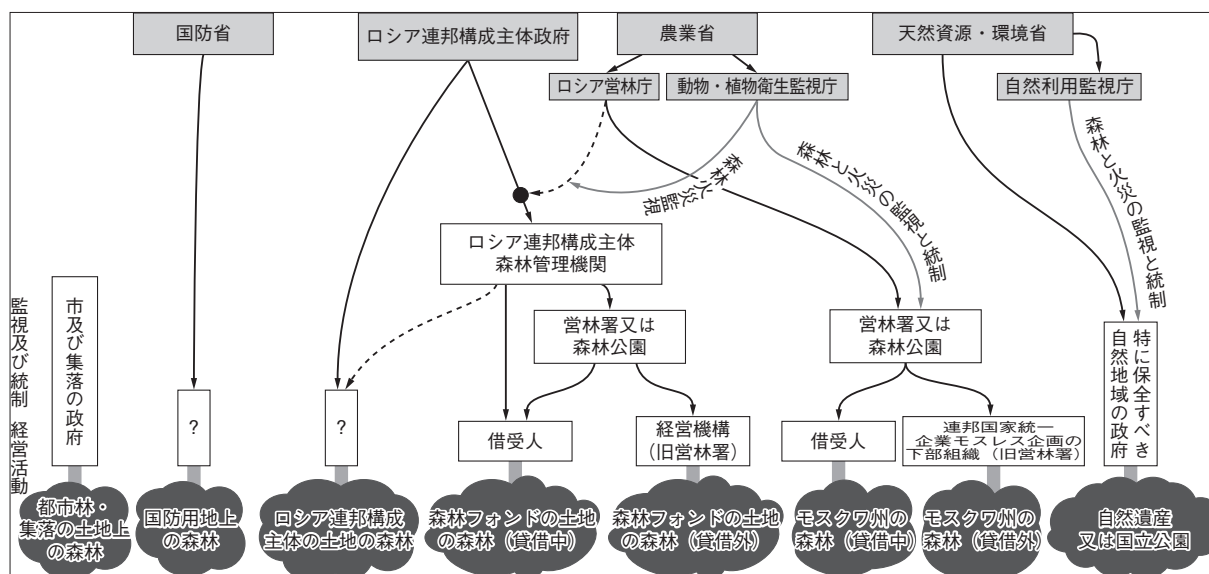 国防省
ロシア連邦構成主体政府
農業省
天然資源・環境省
ロシア営林庁
動物・植物衛生監視庁
自然利用監視庁
森林火災監視
森林と火災の監視と統制
森林と火災の監視と統制
ロシア連邦構成主体
森林管理機関
監視及び統制 経営活動
市及び集落の政府
?
?
営林署又は
森林公園
営林署又は
森林公園
特に保全すべき
自然地域の政府
借受人
経営機構
(旧営林署)
借受人
連邦国家統一
企業モスレス企画の
下部組織(旧営林署)
都市林・
集落の土地上
の森林
国防用地上
の森林
ロシア連邦構成
主体の土地の森林
森林フォンドの土地
の森林(貸借中)
森林フォンドの土地
の森林(貸借外)
モスクワ州の
森林(貸借中)
モスクワ州の
森林(貸借外)
自然遺産
又は国立公園